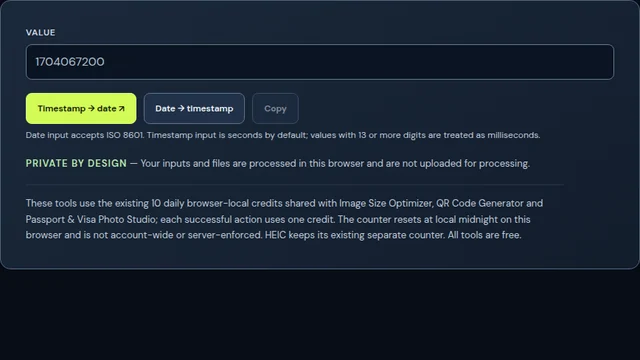 VALUE
1704067200
Timestamp → date ↗
Date → timestamp
Copy
Date input accepts ISO 8601. Timestamp input is seconds by default; values with 13 or more digits are treated as milliseconds.
PRIVATE BY DESIGN — Your inputs and files are processed in this browser and are not uploaded for processing.
These tools use the existing 10 daily browser-local credits shared with Image Size Optimizer, QR Code Generator and
Passport & Visa Photo Studio; each successful action uses one credit. The counter resets at local midnight on this
browser and is not account-wide or server-enforced. HEIC keeps its existing separate counter. All tools are free.